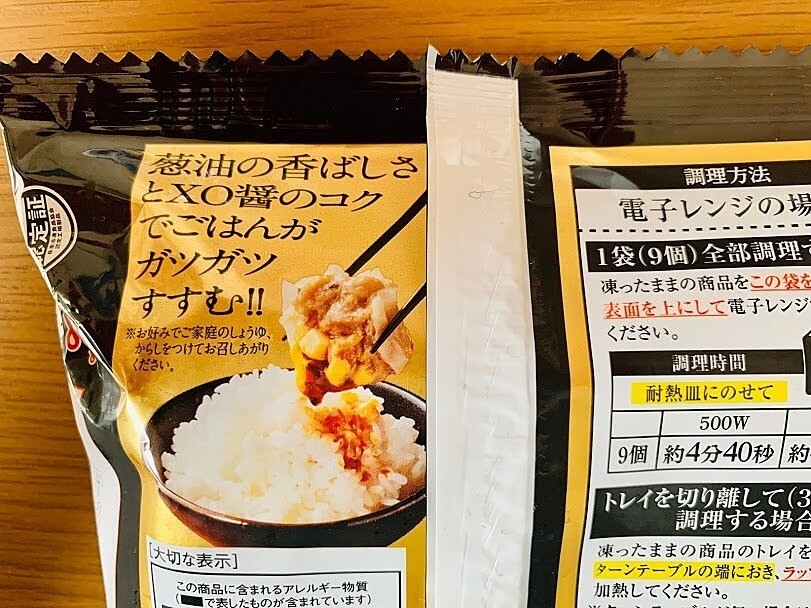 葱油の香ばしさ
とXO醤のコク
でごはんが
ガツガツ
すすむ!!
※お好みでご家庭のしょうゆ、
からしをつけてお召しあがり
ください。
[大切な表示]
この商品に含まれるアレルギー物質
(■で表したものが含まれています)
定証
調理方法
電子レンジの場
1袋(9個)全部調理す
凍ったままの商品をこの袋を
表面を上にして電子レンジ
ください。
調理時間
耐熱皿にのせて
500W
9個 約4分40秒 約
トレイを切り離して(3
調理する場合
凍ったままの商品のトレイを
ターンテーブルの端におき、ラッ
加熱してください。